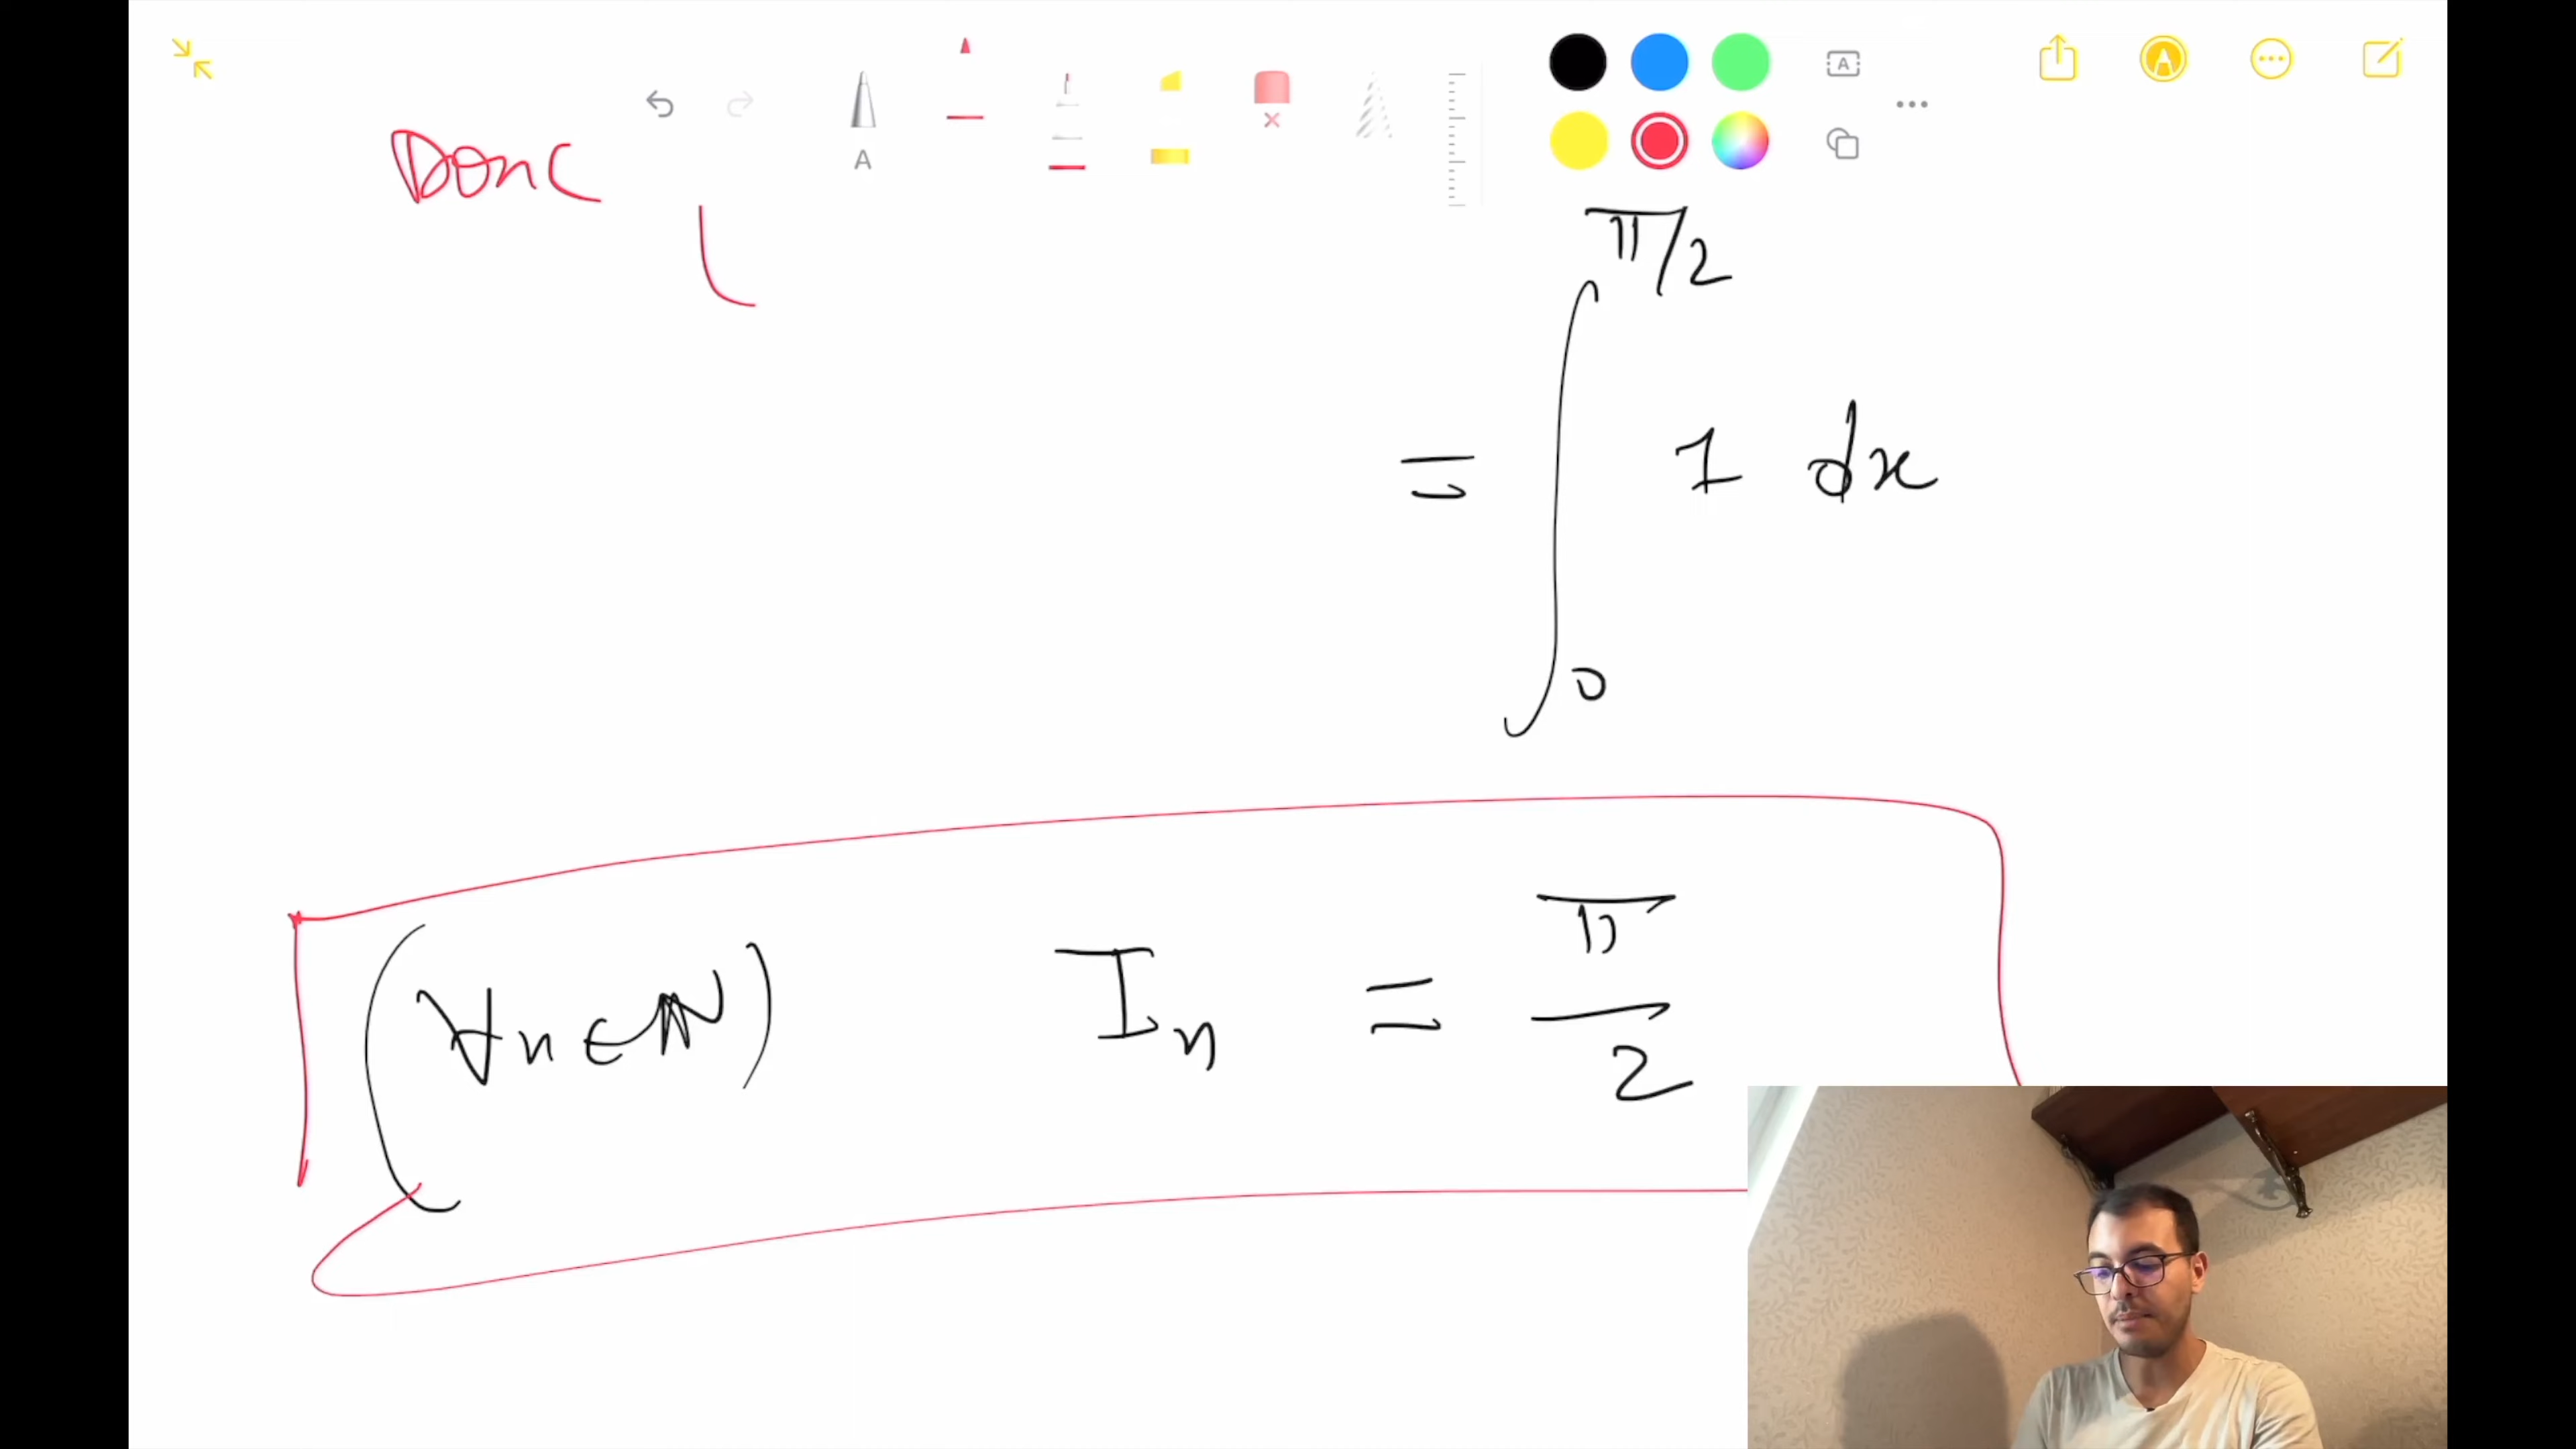 A
A
Donc
π/2
= ∫ 1 dx
0
(∀n∈ℕ) Iₙ = π/2